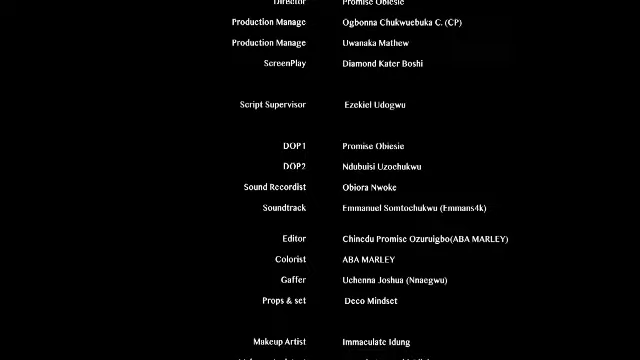 Director Promise Obiesie
Production Manage Ogbonna Chukwuebuka C. (CP)
Production Manage Uwanaka Mathew
ScreenPlay Diamond Kater Boshi
Script Supervisor Ezekiel Udogwu
DOP1 Promise Obiesie
DOP2 Ndubuisi Uzochukwu
Sound Recordist Obiora Nwoke
Soundtrack Emmanuel Somtochukwu (Emmans4k)
Editor Chinedu Promise Ozuruigbo(ABA MARLEY)
Colorist ABA MARLEY
Gaffer Uchenna Joshua (Nnaegwu)
Props & set Deco Mindset
Makeup Artist Immaculate Idung